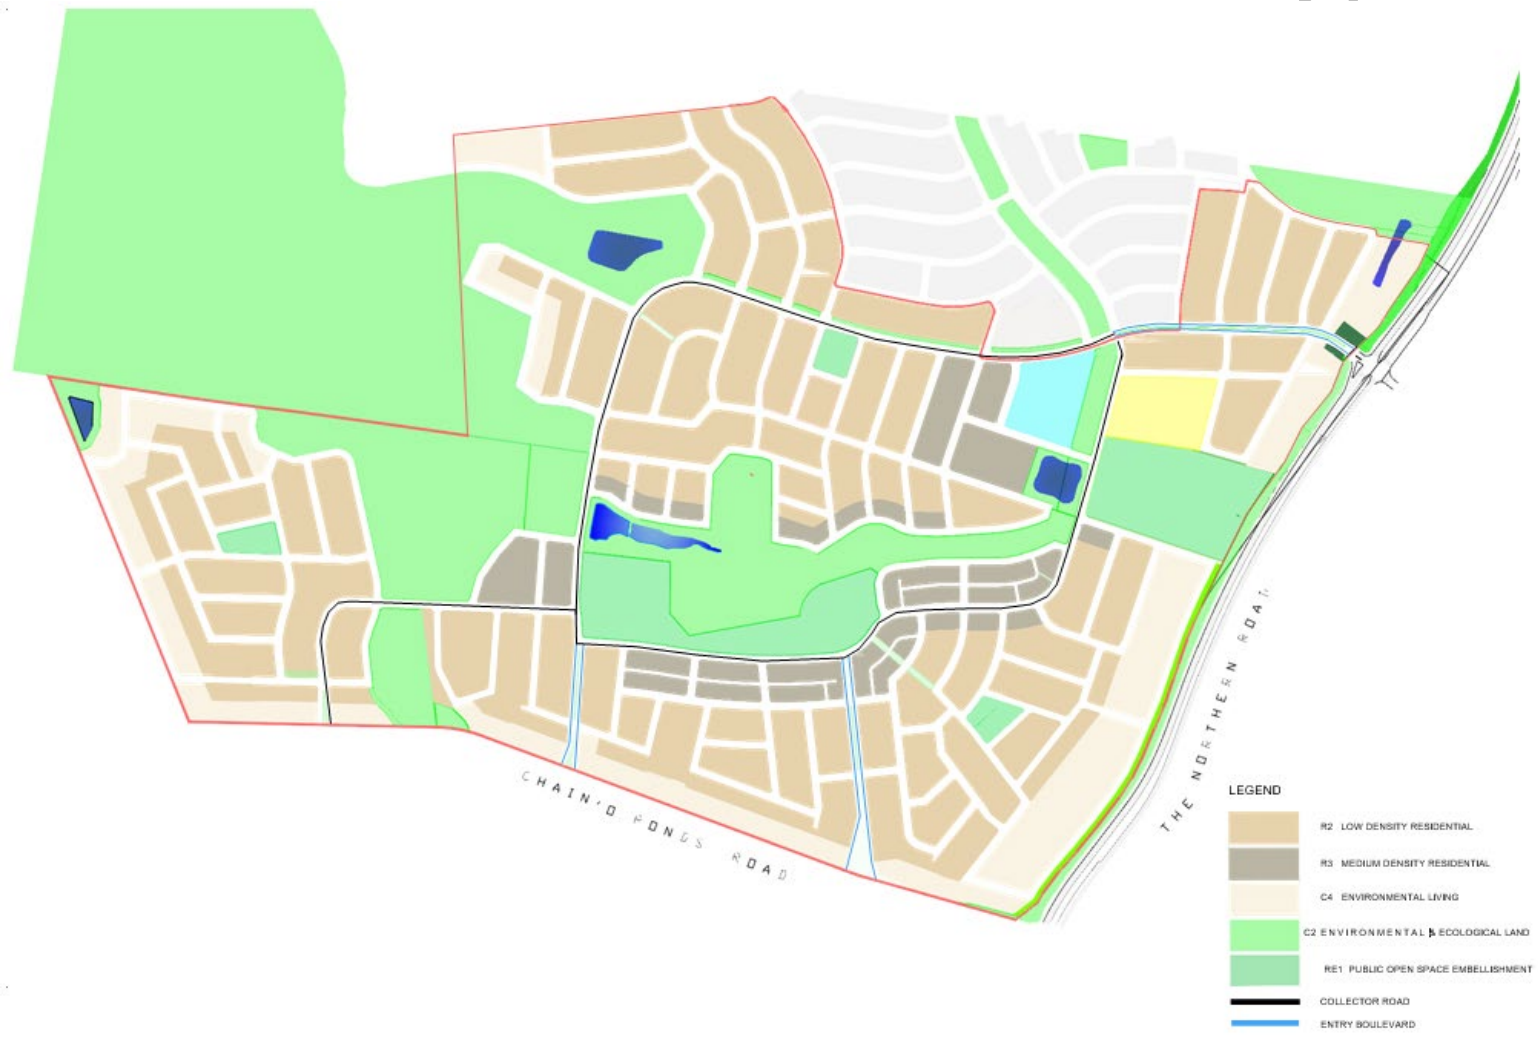 CHAIN'O PONDS ROAD
THE NORTHERN ROAD
LEGEND
R2 LOW DENSITY RESIDENTIAL
R3 MEDIUM DENSITY RESIDENTIAL
C4 ENVIRONMENTAL LIVING
C2 ENVIRONMENTAL & ECOLOGICAL LAND
RE1 PUBLIC OPEN SPACE EMBELLISHMENT
COLLECTOR ROAD
ENTRY BOULEVARD